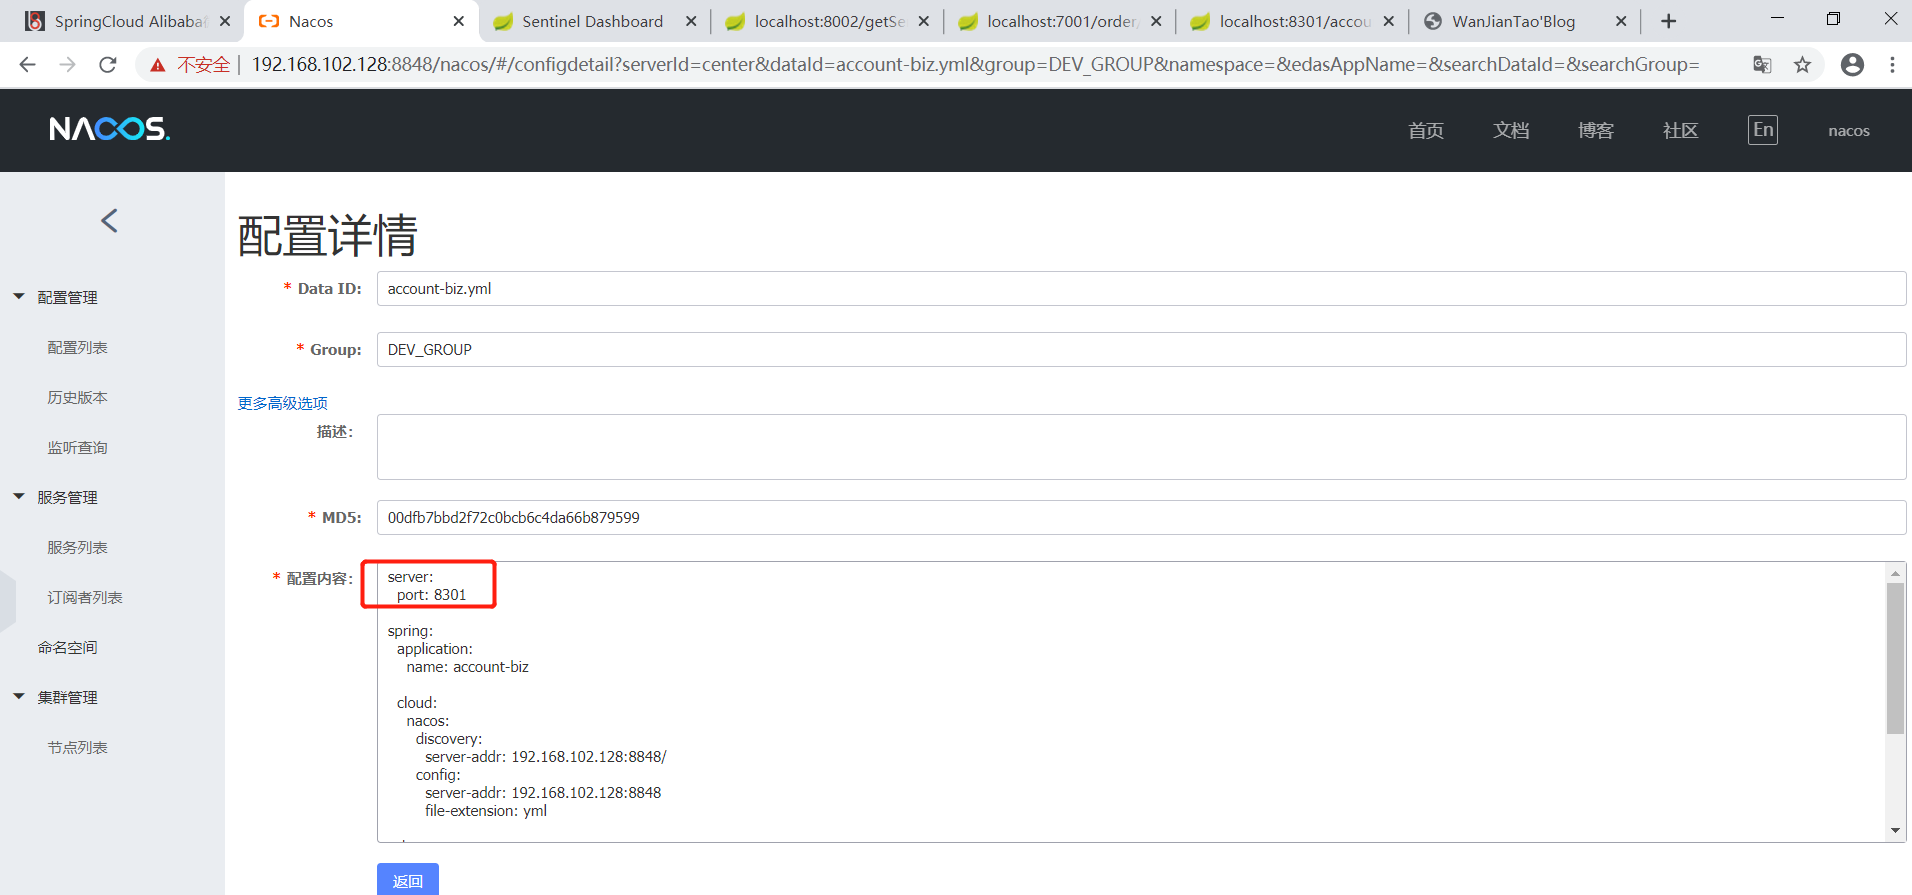 SpringCloud Alibaba
Nacos
Sentinel Dashboard
localhost:8002/getSe
localhost:7001/order/
localhost:8301/accou
WanJianTao'Blog
不安全 192.168.102.128:8848/nacos/#/configdetail?serverId=center&dataId=account-biz.yml&group=DEV_GROUP&namespace=&edasAppName=&searchDataId=&searchGroup=
NACOS.
首页 文档 博客 社区 En nacos
配置管理
配置列表
历史版本
监听查询
服务管理
服务列表
订阅者列表
命名空间
集群管理
节点列表
配置详情
* Data ID: account-biz.yml
* Group: DEV_GROUP
更多高级选项
描述:
* MD5: 00dfb7bbd2f72c0bcb6c4da66b879599
* 配置内容: server:
port: 8301
spring:
application:
name: account-biz
cloud:
nacos:
discovery:
server-addr: 192.168.102.128:8848/
config:
server-addr: 192.168.102.128:8848
file-extension: yml
返回